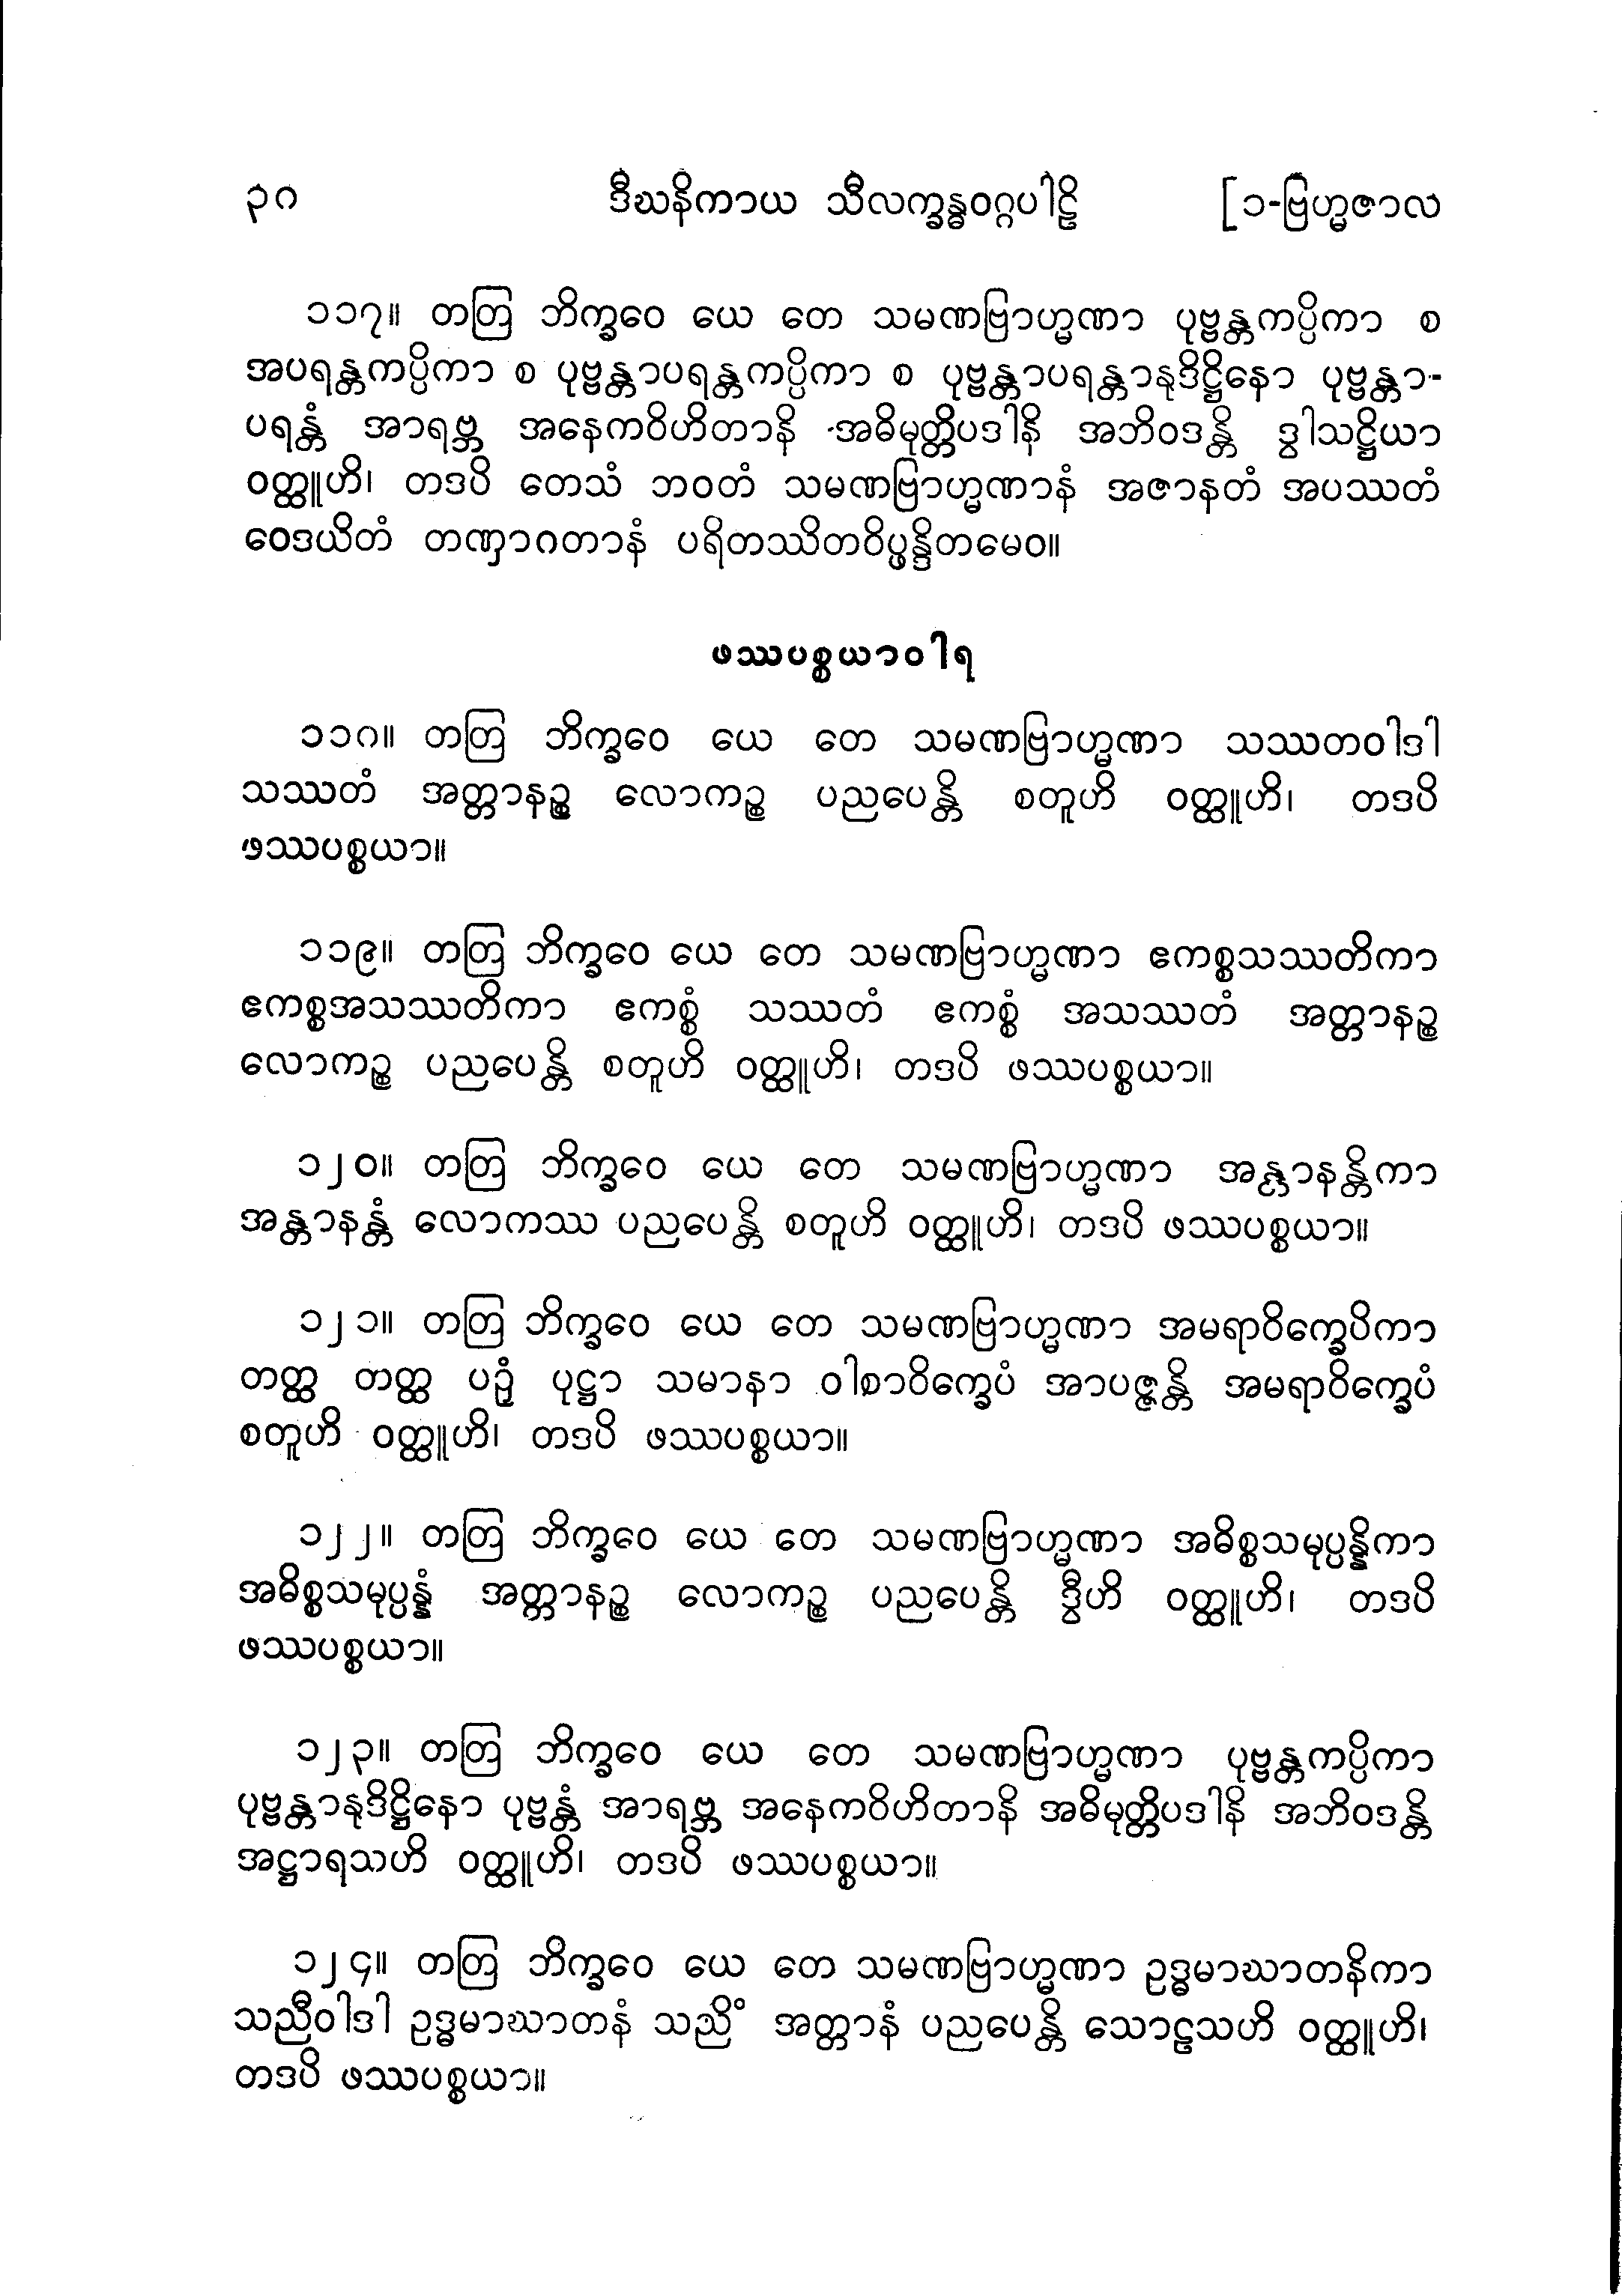 ၃၈ ဒီဃနိကာယ သီလက္ခန္ဓဝဂ္ဂပါဠိ [၁-ဗြဟ္မဇာလ
၁၁၇။ တတြ ဘိက္ခဝေ ယေ တေ သမဏဗြာဟ္မဏာ ပုဗ္ဗန္တကပ္ပိကာ စ
အပရန္တကပ္ပိကာ စ ပုဗ္ဗန္တာပရန္တကပ္ပိကာ စ ပုဗ္ဗန္တာပရန္တာနုဒိဋ္ဌိနော ပုဗ္ဗန္တာ-
ပရန္တံ အာရဗ္ဘ အနေကဝိဟိတာနိ အဓိမုတ္တိပဒါနိ အဘိဝဒန္တိ ဒွါသဋ္ဌိယာ
ဝတ္ထူဟိ၊ တဒပိ တေသံ ဘဝတံ သမဏဗြာဟ္မဏာနံ အဇာနတံ အပဿတံ
ဝေဒယိတံ တဏှာဂတာနံ ပရိတဿိတဝိပ္ဖန္ဒိတမေဝ။
ဖဿပစ္စယာဝါရ
၁၁၈။ တတြ ဘိက္ခဝေ ယေ တေ သမဏဗြာဟ္မဏာ သဿတဝါဒါ
သဿတံ အတ္တာနဉ္စ လောကဉ္စ ပညပေန္တိ စတူဟိ ဝတ္ထူဟိ၊ တဒပိ
ဖဿပစ္စယာ။
၁၁၉။ တတြ ဘိက္ခဝေ ယေ တေ သမဏဗြာဟ္မဏာ ဧကစ္စသဿတိကာ
ဧကစ္စအသဿတိကာ ဧကစ္စံ သဿတံ ဧကစ္စံ အသဿတံ အတ္တာနဉ္စ
လောကဉ္စ ပညပေန္တိ စတူဟိ ဝတ္ထူဟိ၊ တဒပိ ဖဿပစ္စယာ။
၁၂၀။ တတြ ဘိက္ခဝေ ယေ တေ သမဏဗြာဟ္မဏာ အန္တာနန္တိကာ
အန္တာနန္တံ လောကဿ ပညပေန္တိ စတူဟိ ဝတ္ထူဟိ၊ တဒပိ ဖဿပစ္စယာ။
၁၂၁။ တတြ ဘိက္ခဝေ ယေ တေ သမဏဗြာဟ္မဏာ အမရာဝိက္ခေပိကာ
တတ္ထ တတ္ထ ပဉှံ ပုဋ္ဌာ သမာနာ ဝါစာဝိက္ခေပံ အာပဇ္ဇန္တိ အမရာဝိက္ခေပံ
စတူဟိ ဝတ္ထူဟိ၊ တဒပိ ဖဿပစ္စယာ။
၁၂၂။ တတြ ဘိက္ခဝေ ယေ တေ သမဏဗြာဟ္မဏာ အဓိစ္စသမုပ္ပန္နိကာ
အဓိစ္စသမုပ္ပန္နံ အတ္တာနဉ္စ လောကဉ္စ ပညပေန္တိ ဒွီဟိ ဝတ္ထူဟိ၊ တဒပိ
ဖဿပစ္စယာ။
၁၂၃။ တတြ ဘိက္ခဝေ ယေ တေ သမဏဗြာဟ္မဏာ ပုဗ္ဗန္တကပ္ပိကာ
ပုဗ္ဗန္တာနုဒိဋ္ဌိနော ပုဗ္ဗန္တံ အာရဗ္ဘ အနေကဝိဟိတာနိ အဓိမုတ္တိပဒါနိ အဘိဝဒန္တိ
အဋ္ဌာရသဟိ ဝတ္ထူဟိ၊ တဒပိ ဖဿပစ္စယာ။
၁၂၄။ တတြ ဘိက္ခဝေ ယေ တေ သမဏဗြာဟ္မဏာ ဥဒ္ဓမာဃာတနိကာ
သညီဝါဒါ ဥဒ္ဓမာဃာတနံ သညိံ အတ္တာနံ ပညပေန္တိ သောဠသဟိ ဝတ္ထူဟိ၊
တဒပိ ဖဿပစ္စယာ။